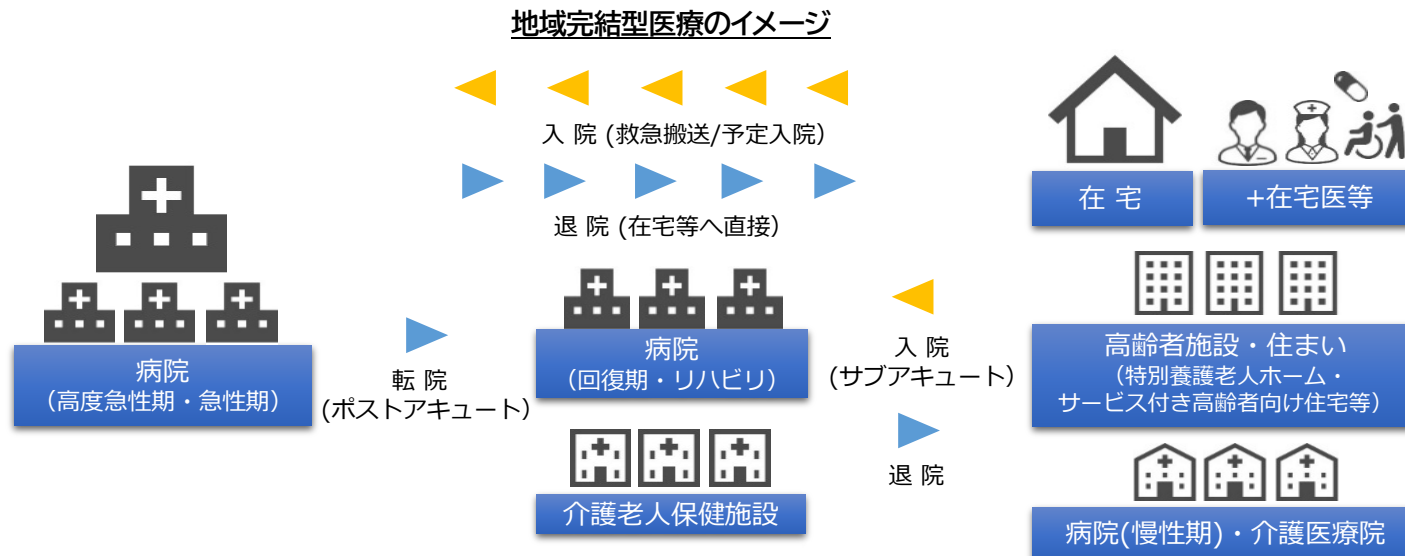 地域完結型医療のイメージ
入 院 (救急搬送/予定入院)
退 院 (在宅等へ直接)
在 宅
+在宅医等
病院
（高度急性期・急性期）
転 院
(ポストアキュート)
病院
（回復期・リハビリ）
介護老人保健施設
入 院
(サブアキュート)
退 院
高齢者施設・住まい
（特別養護老人ホーム・
サービス付き高齢者向け住宅等）
病院(慢性期)・介護医療院